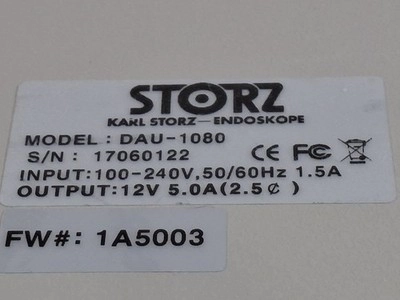 STORZ
KARL STORZ—ENDOSKOPE
MODEL: DAU-1080
S/N: 17060122
CE FC
INPUT:100-240V,50/60Hz 1.5A
OUTPUT:12V 5.0A(2.5¢)
FW#: 1A5003